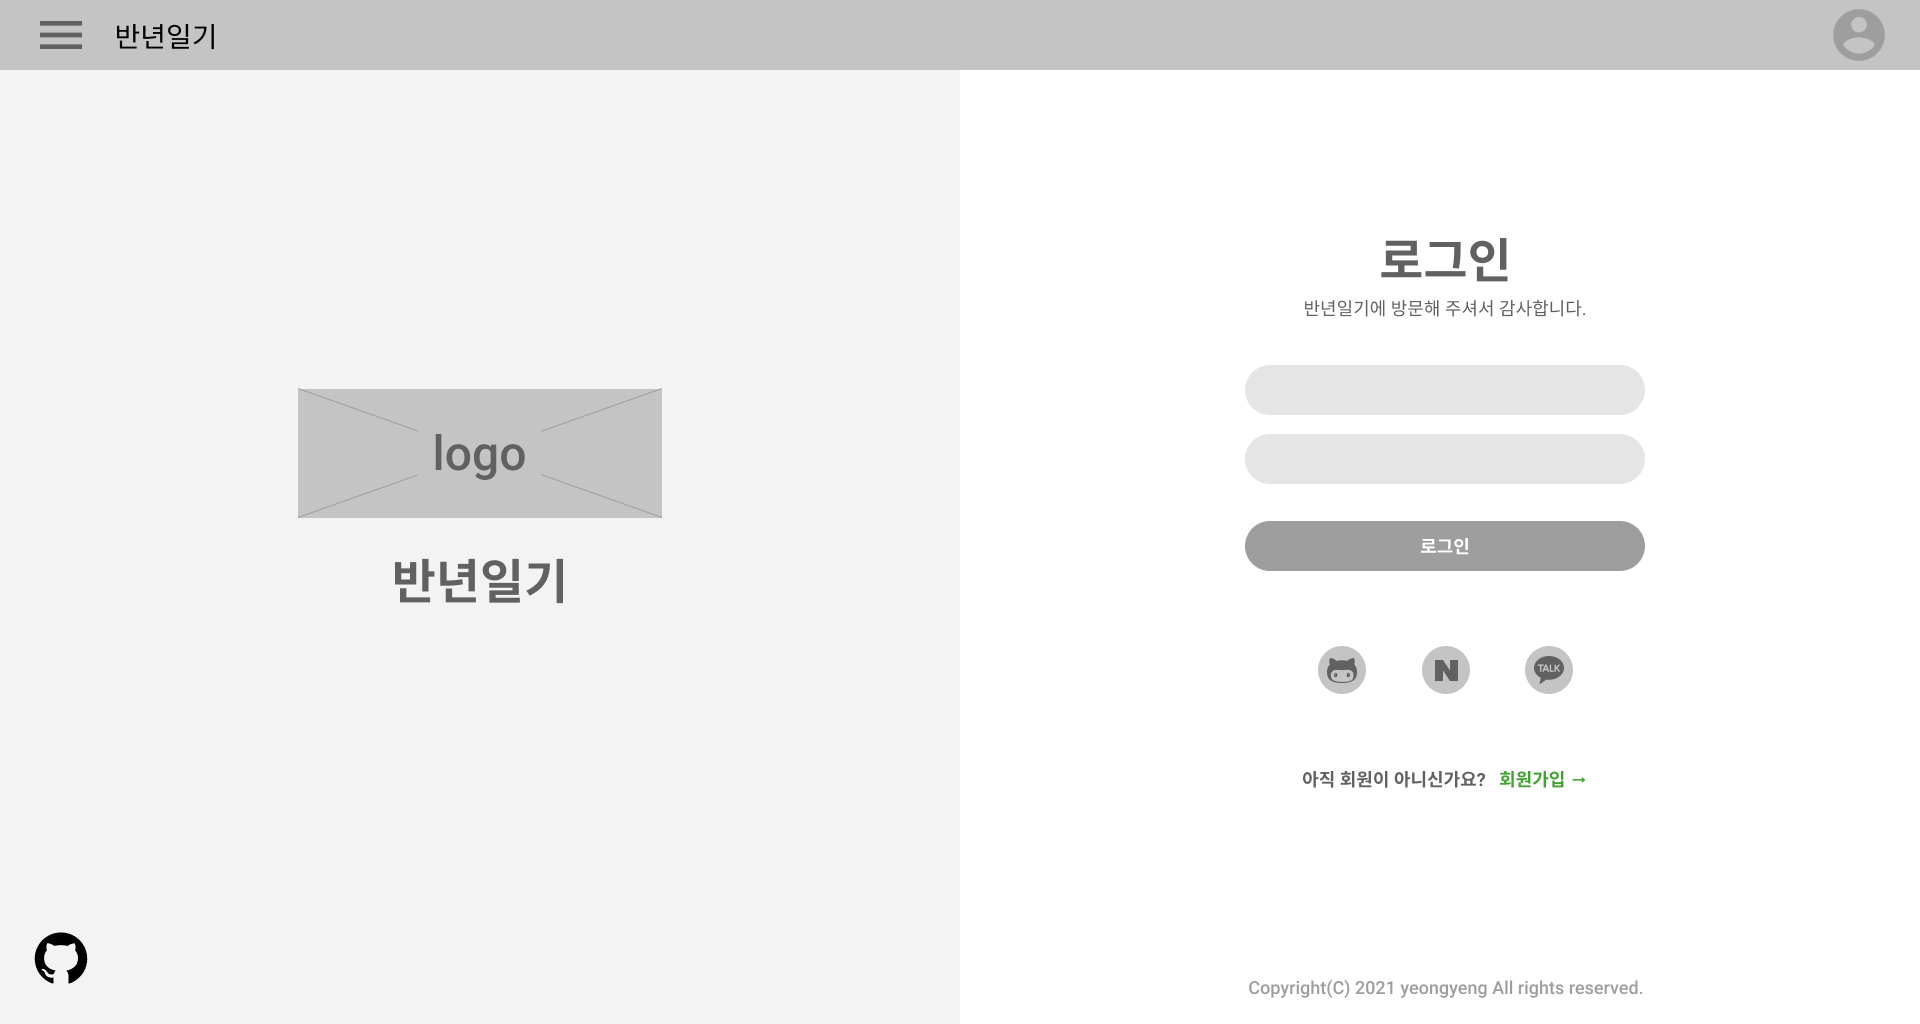 반년일기
logo
반년일기
로그인
반년일기에 방문해 주셔서 감사합니다.
로그인
N
TALK
아직 회원이 아니신가요? 회원가입 →
Copyright(C) 2021 yeongyeng All rights reserved.